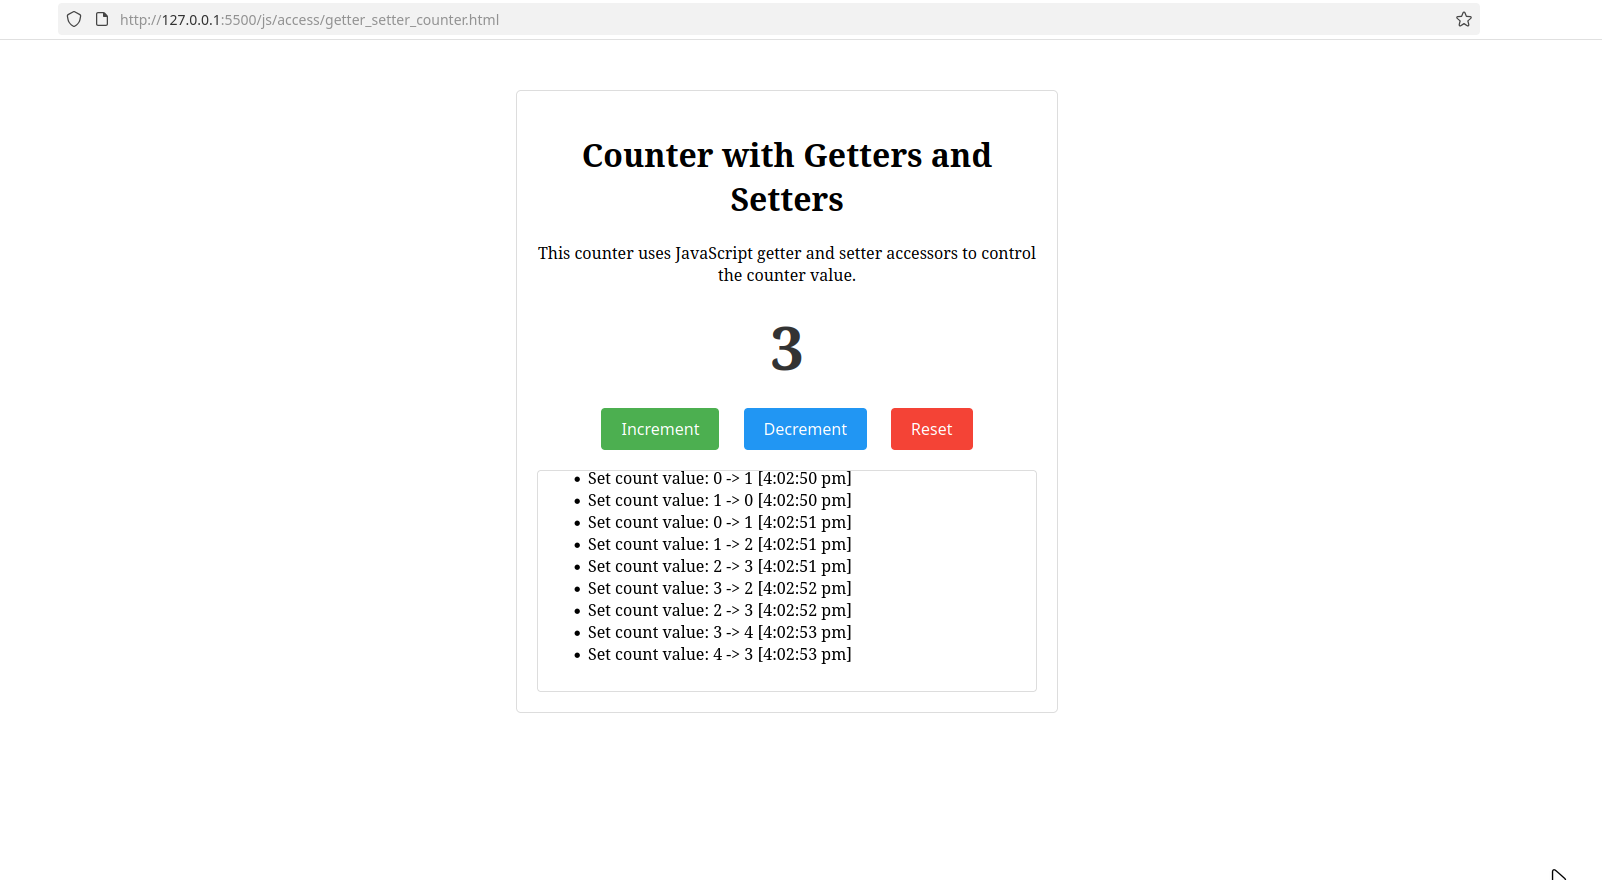 http://127.0.0.1:5500/js/access/getter_setter_counter.html
Counter with Getters and
Setters
This counter uses JavaScript getter and setter accessors to control
the counter value.
3
Increment Decrement Reset
Set count value: 0 -> 1 [4:02:50 pm]
Set count value: 1 -> 0 [4:02:50 pm]
Set count value: 0 -> 1 [4:02:51 pm]
Set count value: 1 -> 2 [4:02:51 pm]
Set count value: 2 -> 3 [4:02:51 pm]
Set count value: 3 -> 2 [4:02:52 pm]
Set count value: 2 -> 3 [4:02:52 pm]
Set count value: 3 -> 4 [4:02:53 pm]
Set count value: 4 -> 3 [4:02:53 pm]